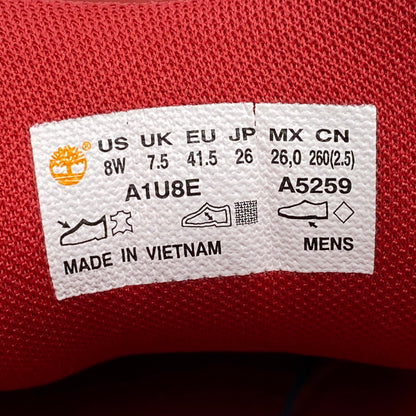 ® US UK EU JP MX CN
8W 7.5 41.5 26 26,0 260(2.5)
A1U8E A5259
MADE IN VIETNAM MENS